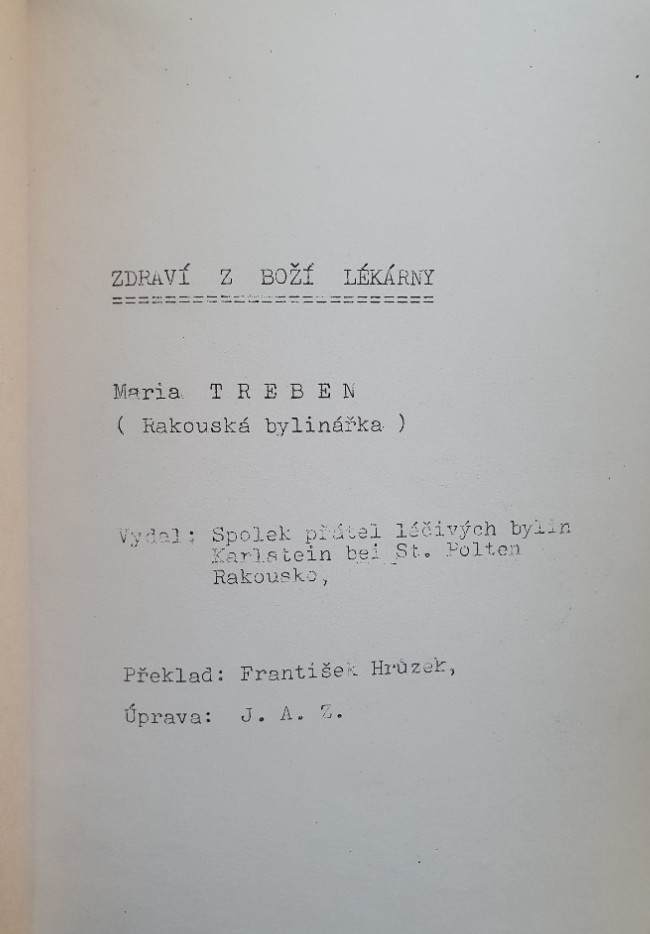 ZDRAVÍ Z BOŽÍ LÉKÁRNY
=========================
Maria T R E B E N
( Rakouská bylinářka )
Vydal: Spolek přátel léčivých bylin
Karlstein bei St. Polten
Rakousko,
Překlad: František Hrůzek,
Úprava: J. A. Z.